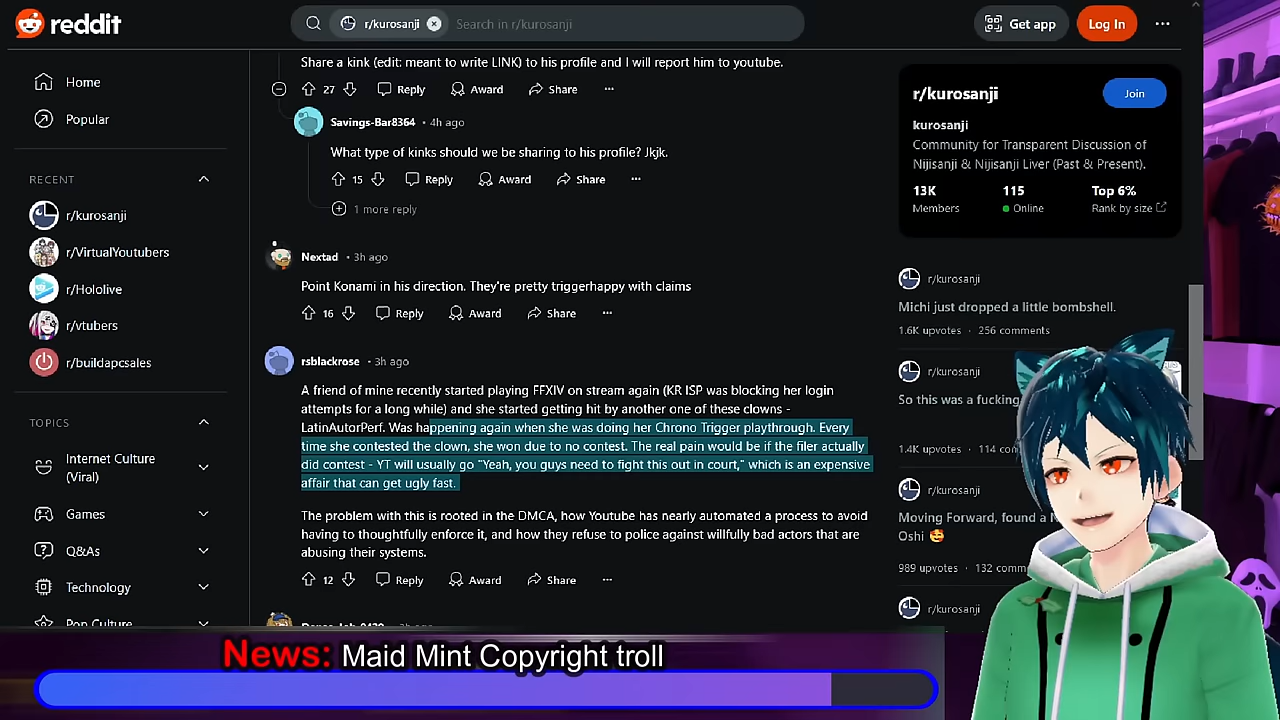 reddit
r/kurosanji
Search in r/kurosanji
Get app
Log In
Home
Popular
RECENT
r/kurosanji
r/VirtualYoutubers
r/Hololive
r/vtubers
r/buildapcsales
TOPICS
Internet Culture
(Viral)
Games
Q&As
Technology
Pop Culture
Share a kink (edit: meant to write LINK) to his profile and I will report him to youtube.
27 Reply Award Share
Savings-Bar8364 • 4h ago
What type of kinks should we be sharing to his profile? Jkjk.
15 Reply Award Share
1 more reply
Nextad • 3h ago
Point Konami in his direction. They're pretty triggerhappy with claims
16 Reply Award Share
rsblackrose • 3h ago
A friend of mine recently started playing FFXIV on stream again (KR ISP was blocking her login
attempts for a long while) and she started getting hit by another one of these clowns -
LatinAutorPerf. Was happening again when she was doing her Chrono Trigger playthrough. Every
time she contested the clown, she won due to no contest. The real pain would be if the filer actually
did contest - YT will usually go "Yeah, you guys need to fight this out in court," which is an expensive
affair that can get ugly fast.
The problem with this is rooted in the DMCA, how Youtube has nearly automated a process to avoid
having to thoughtfully enforce it, and how they refuse to police against willfully bad actors that are
abusing their systems.
12 Reply Award Share
r/kurosanji
Join
kurosanji
Community for Transparent Discussion of
Nijisanji & Nijisanji Liver (Past & Present).
13K 115 Top 6%
Members Online Rank by size
r/kurosanji
Michi just dropped a little bombshell.
1.6K upvotes · 256 comments
r/kurosanji
So this was a fucking
1.4K upvotes · 114
r/kurosanji
Moving Forward, found a
Oshi 🥰
989 upvotes · 132
r/kurosanji
News: Maid Mint Copyright troll